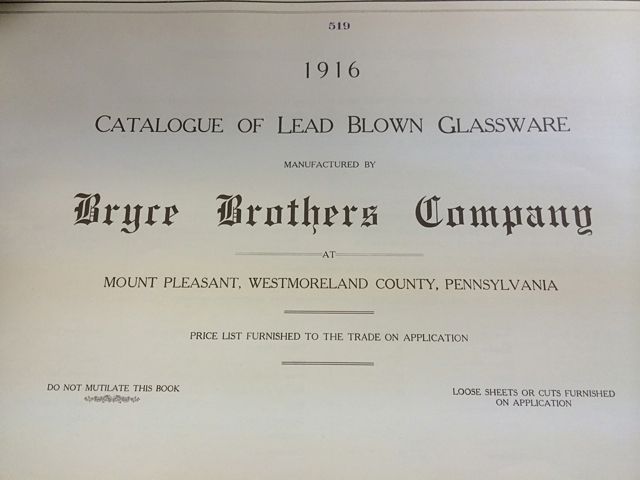 519
1916
CATALOGUE OF LEAD BLOWN GLASSWARE
MANUFACTURED BY
Bryce Brothers Company
AT
MOUNT PLEASANT, WESTMORELAND COUNTY, PENNSYLVANIA
PRICE LIST FURNISHED TO THE TRADE ON APPLICATION
DO NOT MUTILATE THIS BOOK
LOOSE SHEETS OR CUTS FURNISHED
ON APPLICATION